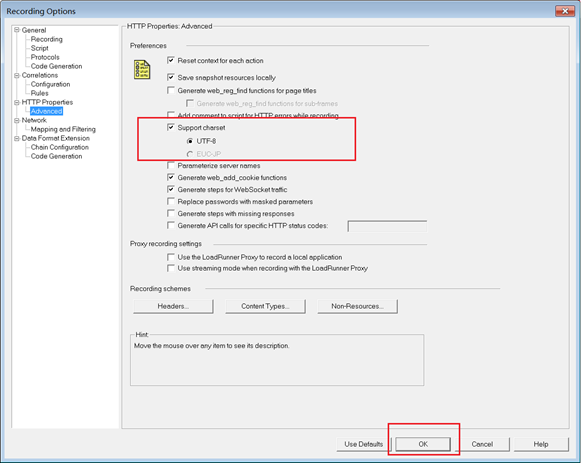 Recording Options
General
Recording
Script
Protocols
Code Generation
Correlations
Configuration
Rules
HTTP Properties
Advanced
Network
Mapping and Filtering
Data Format Extension
Chain Configuration
Code Generation
HTTP Properties: Advanced
Preferences
Reset context for each action
Save snapshot resources locally
Generate web_reg_find functions for page titles
Generate web_reg_find functions for sub-frames
Add comment to script for HTTP errors while recording
Support charset
UTF-8
EUC-JP
Parameterize server names
Generate web_add_cookie functions
Generate steps for WebSocket traffic
Replace passwords with masked parameters
Generate steps with missing responses
Generate API calls for specific HTTP status codes:
Proxy recording settings
Use the LoadRunner Proxy to record a local application
Use streaming mode when recording with the LoadRunner Proxy
Recording schemes
Headers...
Content Types...
Non-Resources...
Hint:
Move the mouse over any item to see its description.
Use Defaults
OK
Cancel
Help